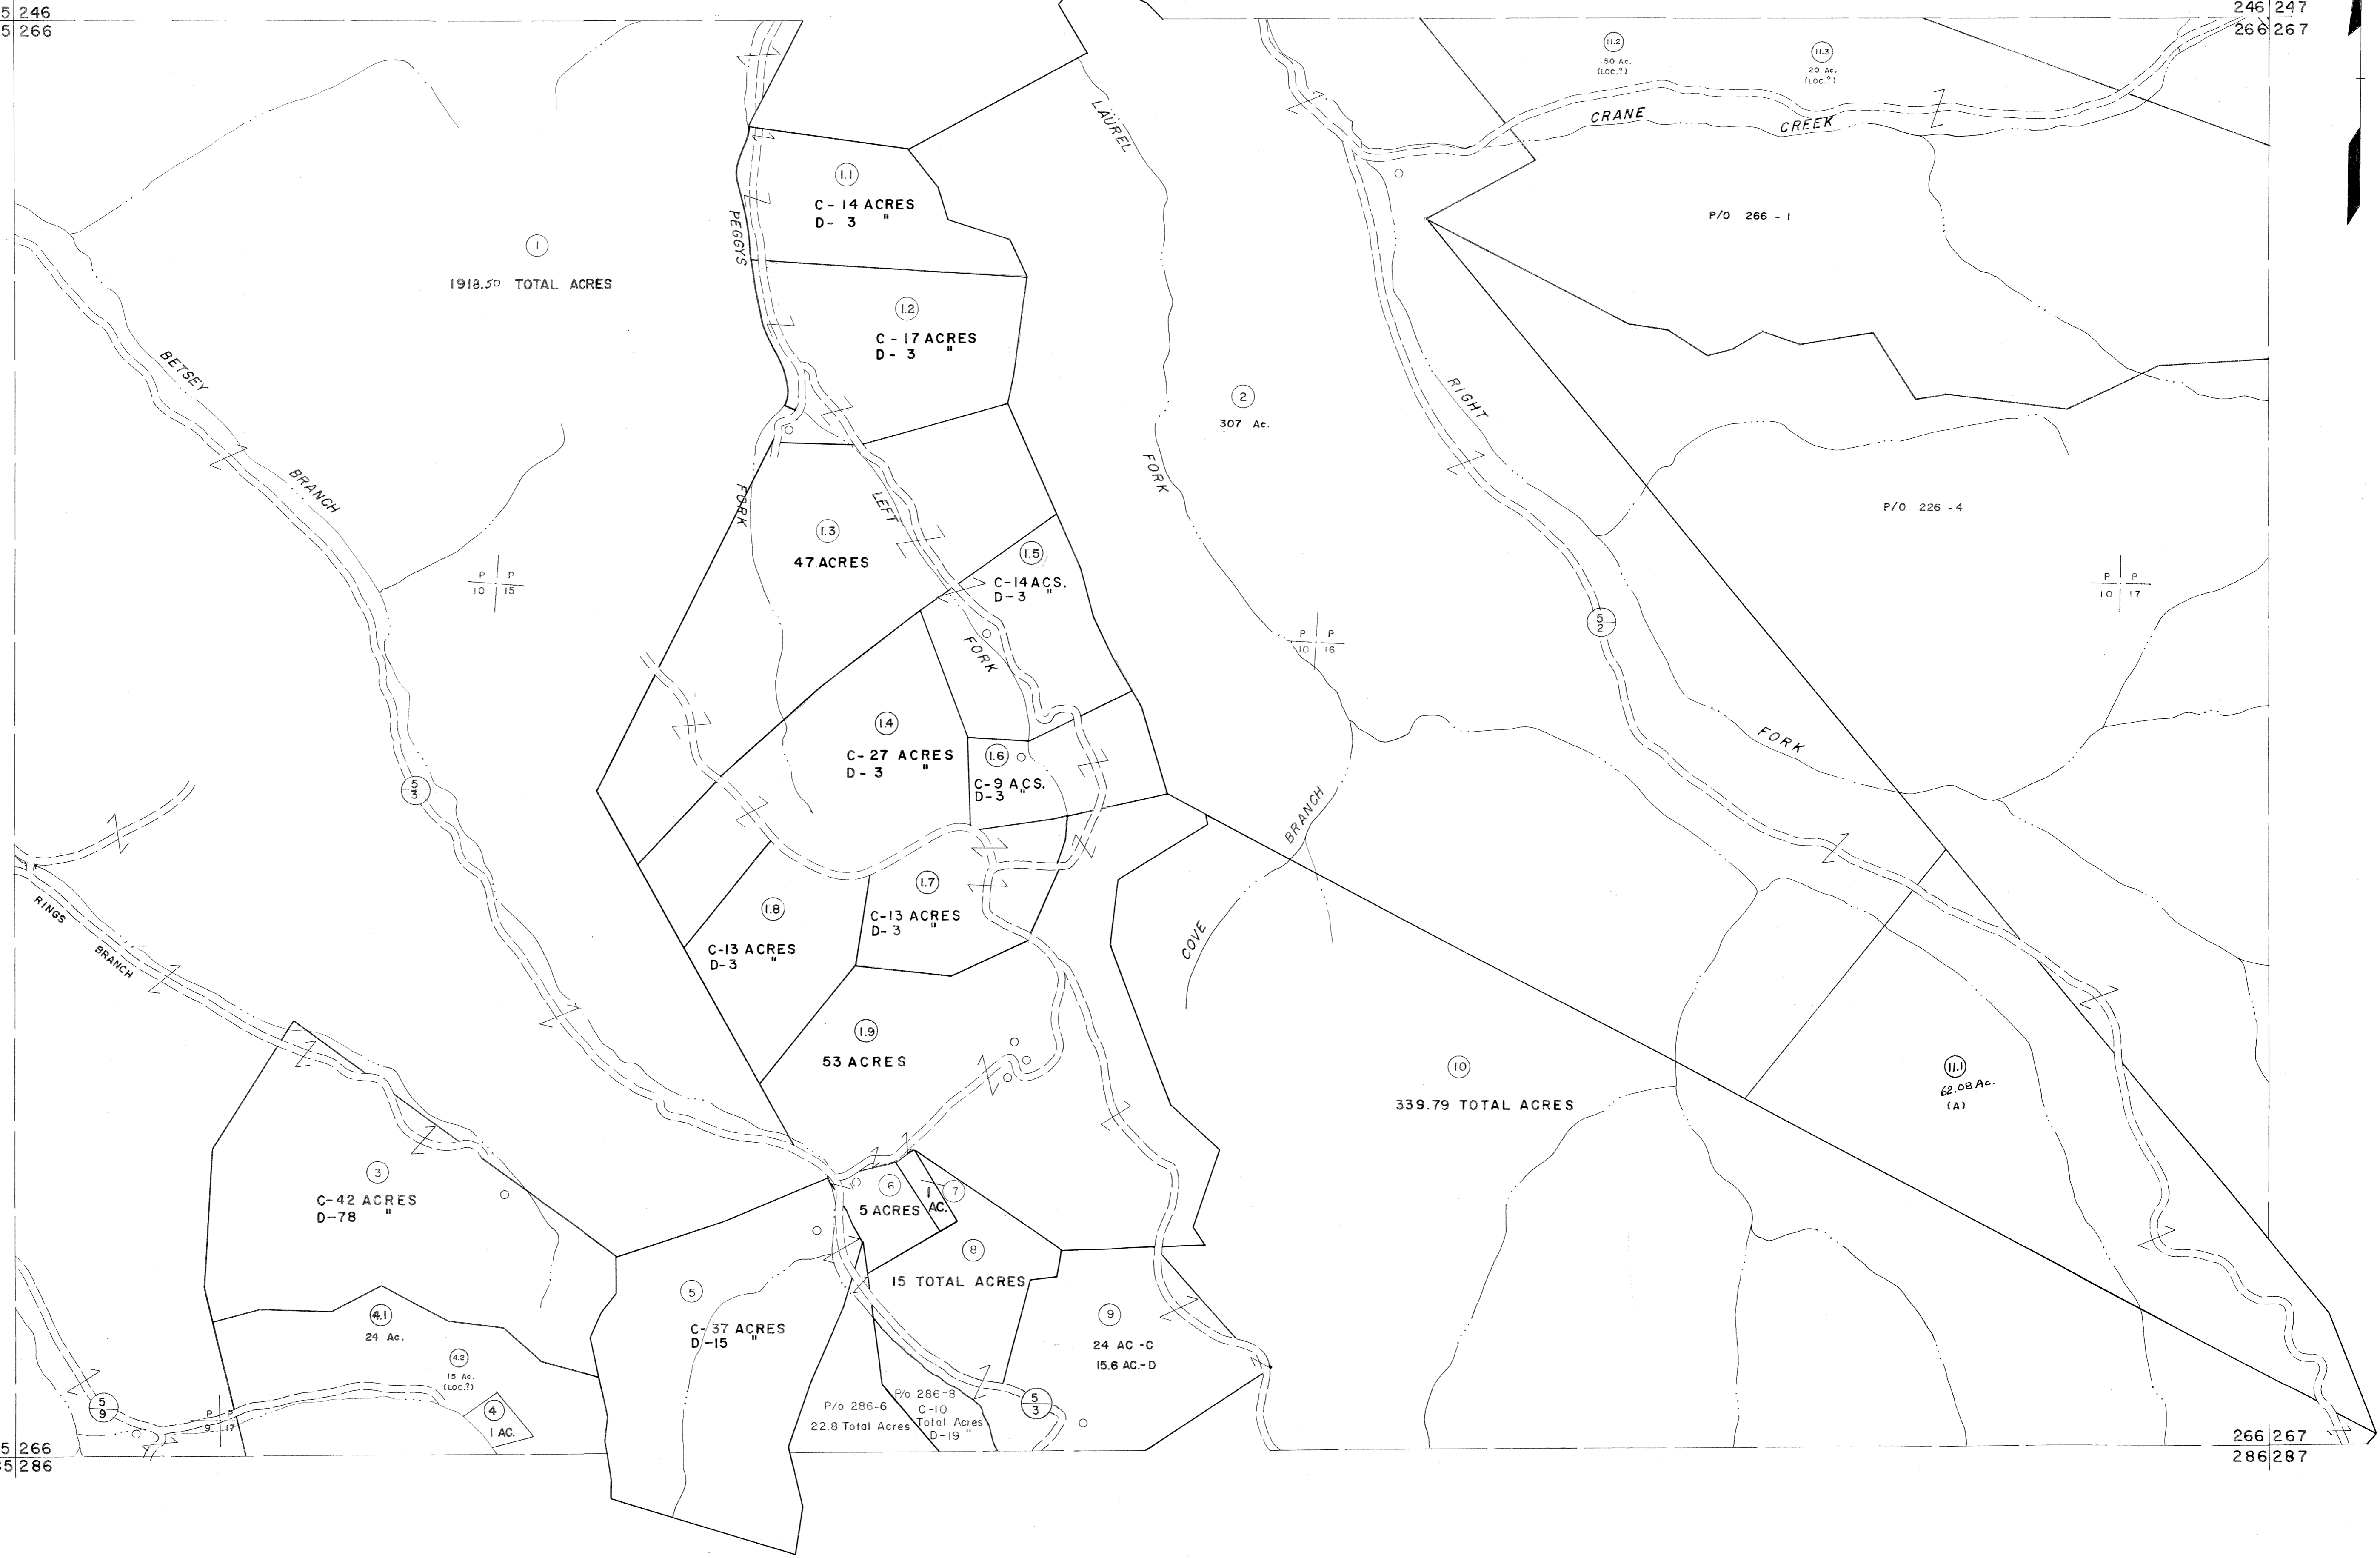 5 246
5 266
246 247
266 267
11.2
.50 Ac.
(LOC.?)
11.3
20 Ac.
(LOC.?)
CRANE CREEK
LAUREL
FORK
1.1
C - 14 ACRES
D - 3 "
P/O 266 - 1
PEGGYS
FORK
1
1918.50 TOTAL ACRES
1.2
C - 17 ACRES
D - 3 "
BETSEY
BRANCH
2
307 Ac.
RIGHT
FORK
LEFT
FORK
1.3
47 ACRES
P/O 226 - 4
1.5
C-14 ACS.
D-3 "
P P
10 15
P P
10 16
P P
10 17
5
2
1.4
C- 27 ACRES
D - 3 "
1.6
C-9 ACS.
D-3 "
5
3
COVE
BRANCH
1.7
C-13 ACRES
D- 3 "
1.8
C-13 ACRES
D-3 "
RINGS
BRANCH
1.9
53 ACRES
10
339.79 TOTAL ACRES
11.1
62.08 Ac.
(A)
3
C-42 ACRES
D-78 "
6
5 ACRES
7
1
AC.
8
15 TOTAL ACRES
5
C-37 ACRES
D-15 "
9
24 AC -C
15.6 AC.-D
4.1
24 Ac.
4.2
15 Ac.
(LOC.?)
4
1 AC.
5
9
P P
9 17
P/o 286-6
22.8 Total Acres
P/o 286-8
C-10
Total Acres
D-19 "
5
3
5 266
5 286
266 267
286 287